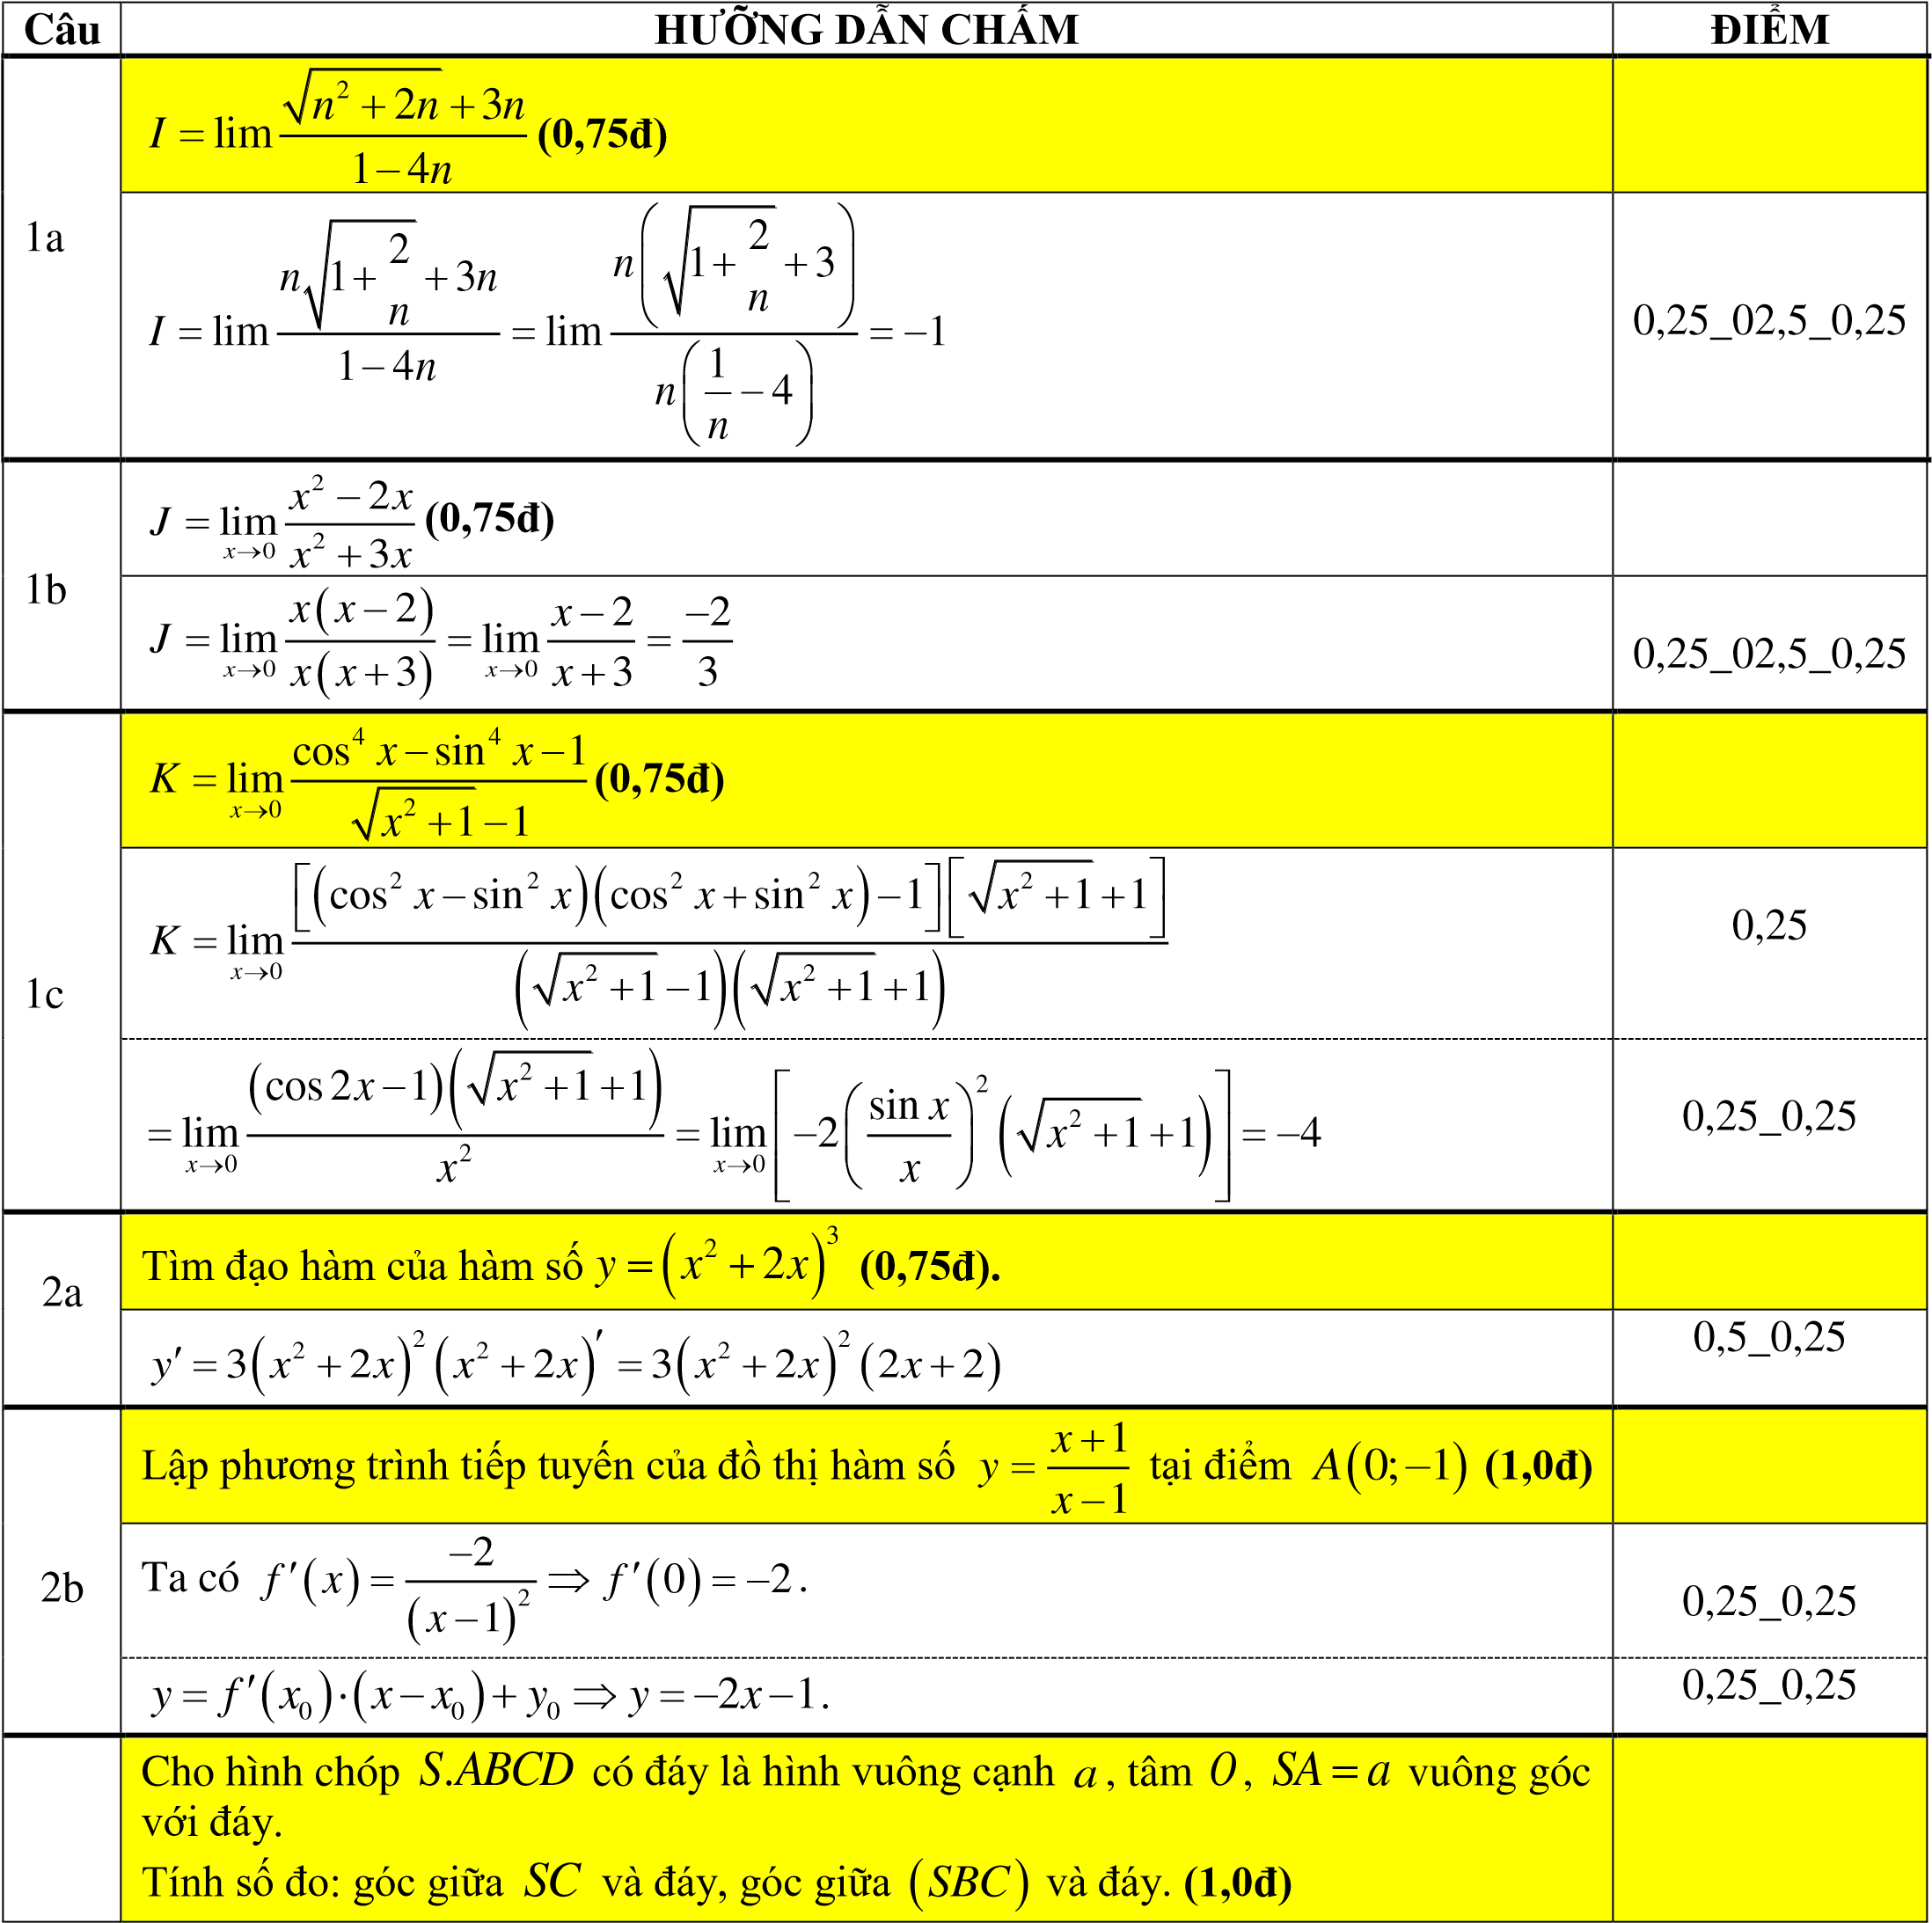 Câu HƯỠNG DẪN CHẤM ĐIỂM
1a
I = lim (√(n² + 2n) + 3n)/(1 − 4n) (0,75đ)
I = lim (n√(1 + 2/n) + 3n)/(1 − 4n) = lim (n(√(1 + 2/n) + 3))/(n(1/n − 4)) = −1 0,25_02,5_0,25
1b
J = lim_{x→0} (x² − 2x)/(x² + 3x) (0,75đ)
J = lim_{x→0} (x(x − 2))/(x(x + 3)) = lim_{x→0} (x − 2)/(x + 3) = −2/3 0,25_02,5_0,25
1c
K = lim_{x→0} (cos⁴ x − sin⁴ x − 1)/(√(x² + 1) − 1) (0,75đ)
K = lim_{x→0} ([(cos² x − sin² x)(cos² x + sin² x) − 1][√(x² + 1) + 1])/((√(x² + 1) − 1)(√(x² + 1) + 1)) 0,25
= lim_{x→0} ((cos 2x − 1)(√(x² + 1) + 1))/x² = lim_{x→0} [−2(sin x/x)² (√(x² + 1) + 1)] = −4 0,25_0,25
2a
Tìm đạo hàm của hàm số y = (x² + 2x)³ (0,75đ).
y′ = 3(x² + 2x)² (x² + 2x)′ = 3(x² + 2x)² (2x + 2) 0,5_0,25
2b
Lập phương trình tiếp tuyến của đồ thị hàm số y = (x + 1)/(x − 1) tại điểm A(0; −1) (1,0đ)
Ta có f′(x) = −2/(x − 1)² ⇒ f′(0) = −2. 0,25_0,25
y = f′(x₀)·(x − x₀) + y₀ ⇒ y = −2x − 1. 0,25_0,25
Cho hình chóp S.ABCD có đáy là hình vuông cạnh a, tâm O, SA = a vuông góc
với đáy.
Tính số đo: góc giữa SC và đáy, góc giữa (SBC) và đáy. (1,0đ)